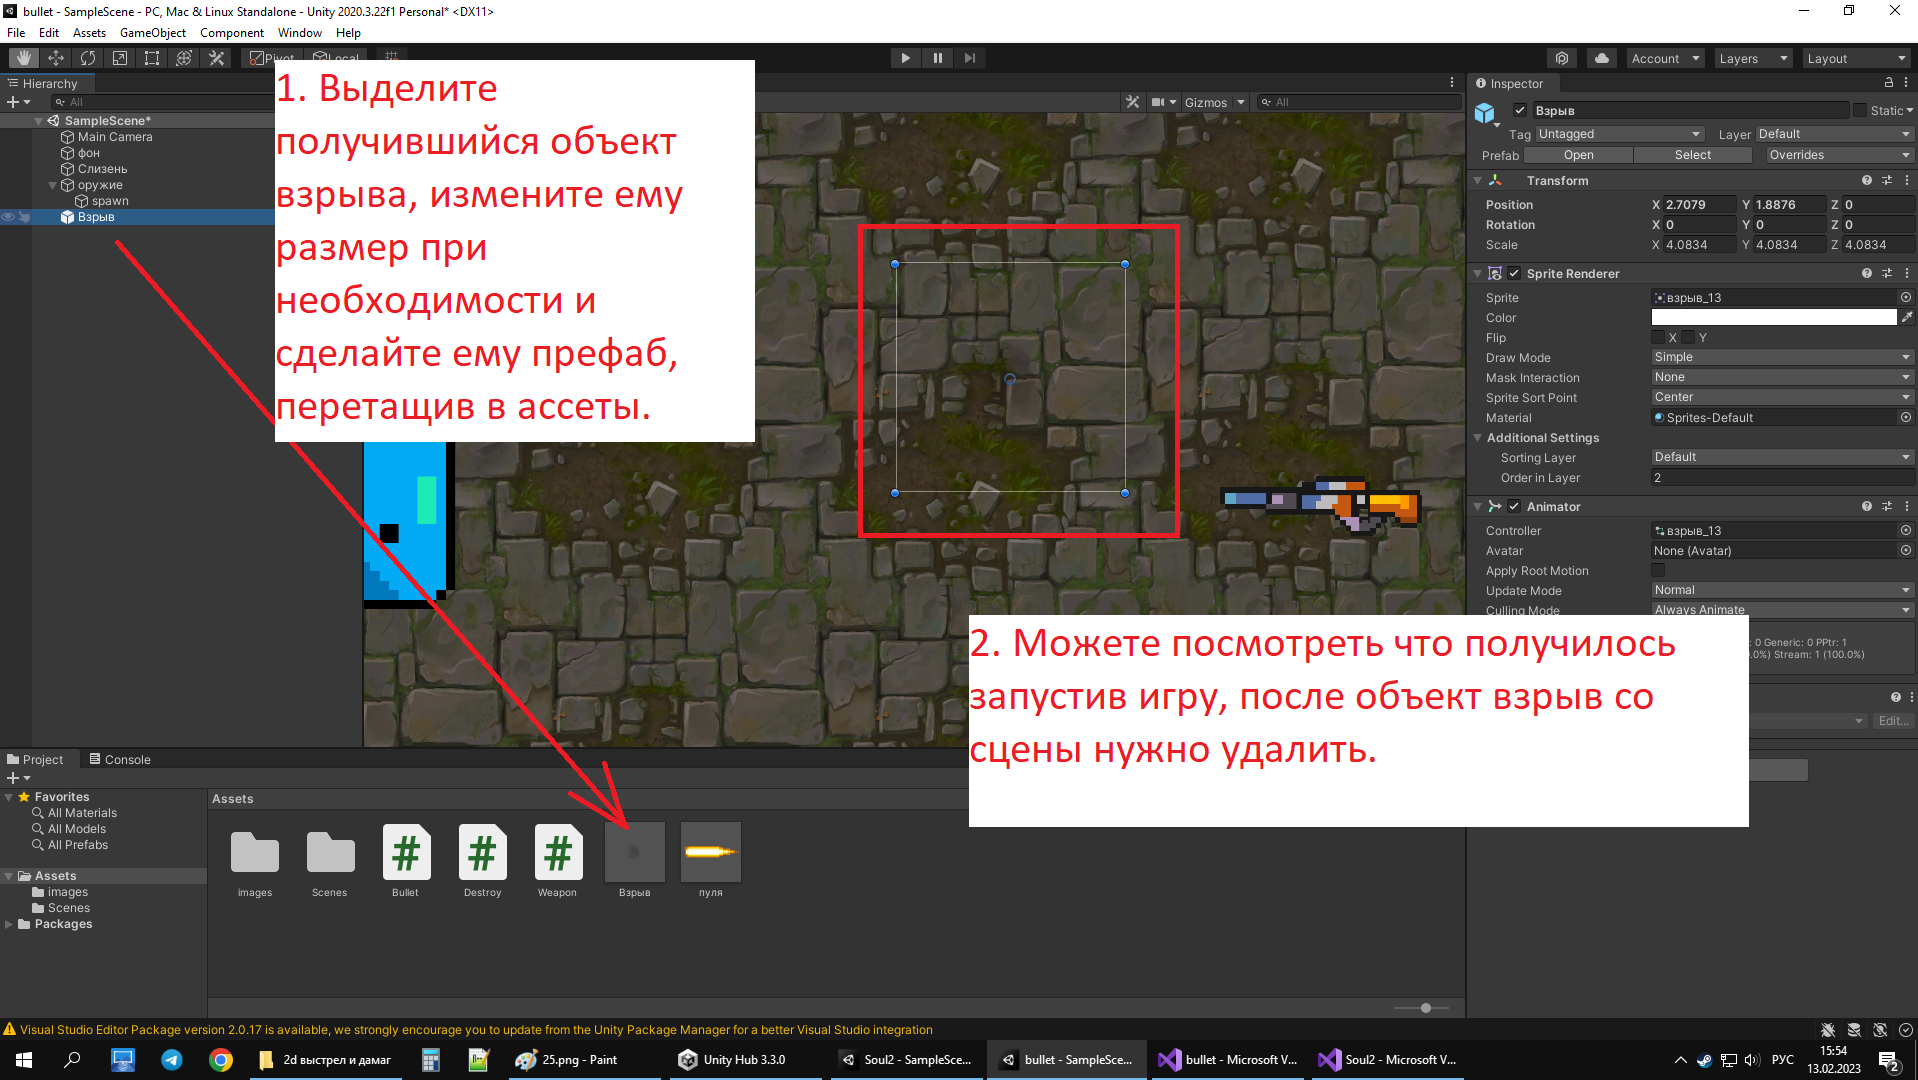 bullet - SampleScene - PC, Mac & Linux Standalone - Unity 2020.3.22f1 Personal* <DX11>
File Edit Assets GameObject Component Window Help
Pivot Local
Account Layers Layout
Hierarchy
All
SampleScene*
Main Camera
фон
Слизень
оружие
spawn
Взрыв
1. Выделите
получившийся объект
взрыва, измените ему
размер при
необходимости и
сделайте ему префаб,
перетащив в ассеты.
Gizmos All
2. Можете посмотреть что получилось
запустив игру, после объект взрыв со
сцены нужно удалить.
Inspector
Взрыв Static
Tag Untagged Layer Default
Prefab Open Select Overrides
Transform
Position X 2.7079 Y 1.8876 Z 0
Rotation X 0 Y 0 Z 0
Scale X 4.0834 Y 4.0834 Z 4.0834
Sprite Renderer
Sprite взрыв_13
Color
Flip X Y
Draw Mode Simple
Mask Interaction None
Sprite Sort Point Center
Material Sprites-Default
Additional Settings
Sorting Layer Default
Order in Layer 2
Animator
Controller взрыв_13
Avatar None (Avatar)
Apply Root Motion
Update Mode Normal
Culling Mode Always Animate
: 0 Generic: 0 PPtr: 1
.0%) Stream: 1 (100.0%)
Edit...
Project Console
Favorites
All Materials
All Models
All Prefabs
Assets
images
Scenes
Packages
Assets
images Scenes Bullet Destroy Weapon Взрыв пуля
Visual Studio Editor Package version 2.0.17 is available, we strongly encourage you to update from the Unity Package Manager for a better Visual Studio integration
2d выстрел и дамаг 25.png - Paint Unity Hub 3.3.0 Soul2 - SampleSce... bullet - SampleSce... bullet - Microsoft V... Soul2 - Microsoft V... РУС
15:54
13.02.2023
2